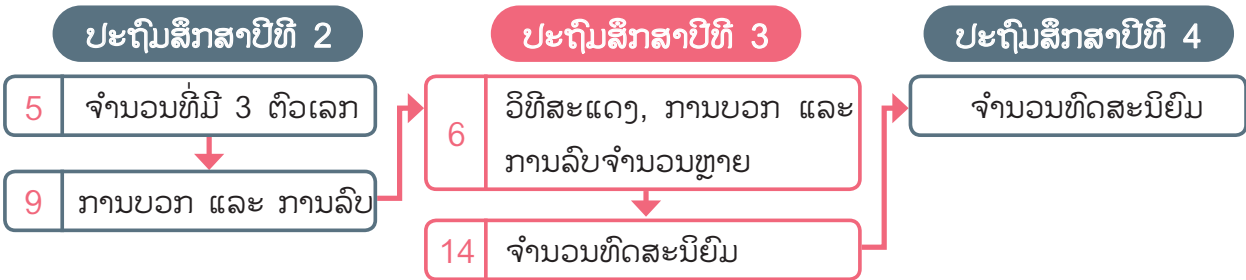 ປະຖົມສຶກສາປີທີ 2
5 ຈຳນວນທີ່ມີ 3 ຕົວເລກ
9 ການບວກ ແລະ ການລົບ
ປະຖົມສຶກສາປີທີ 3
6 ວິທີສະແດງ, ການບວກ ແລະ
ການລົບຈຳນວນຫຼາຍ
14 ຈຳນວນທົດສະນິຍົມ
ປະຖົມສຶກສາປີທີ 4
ຈຳນວນທົດສະນິຍົມ